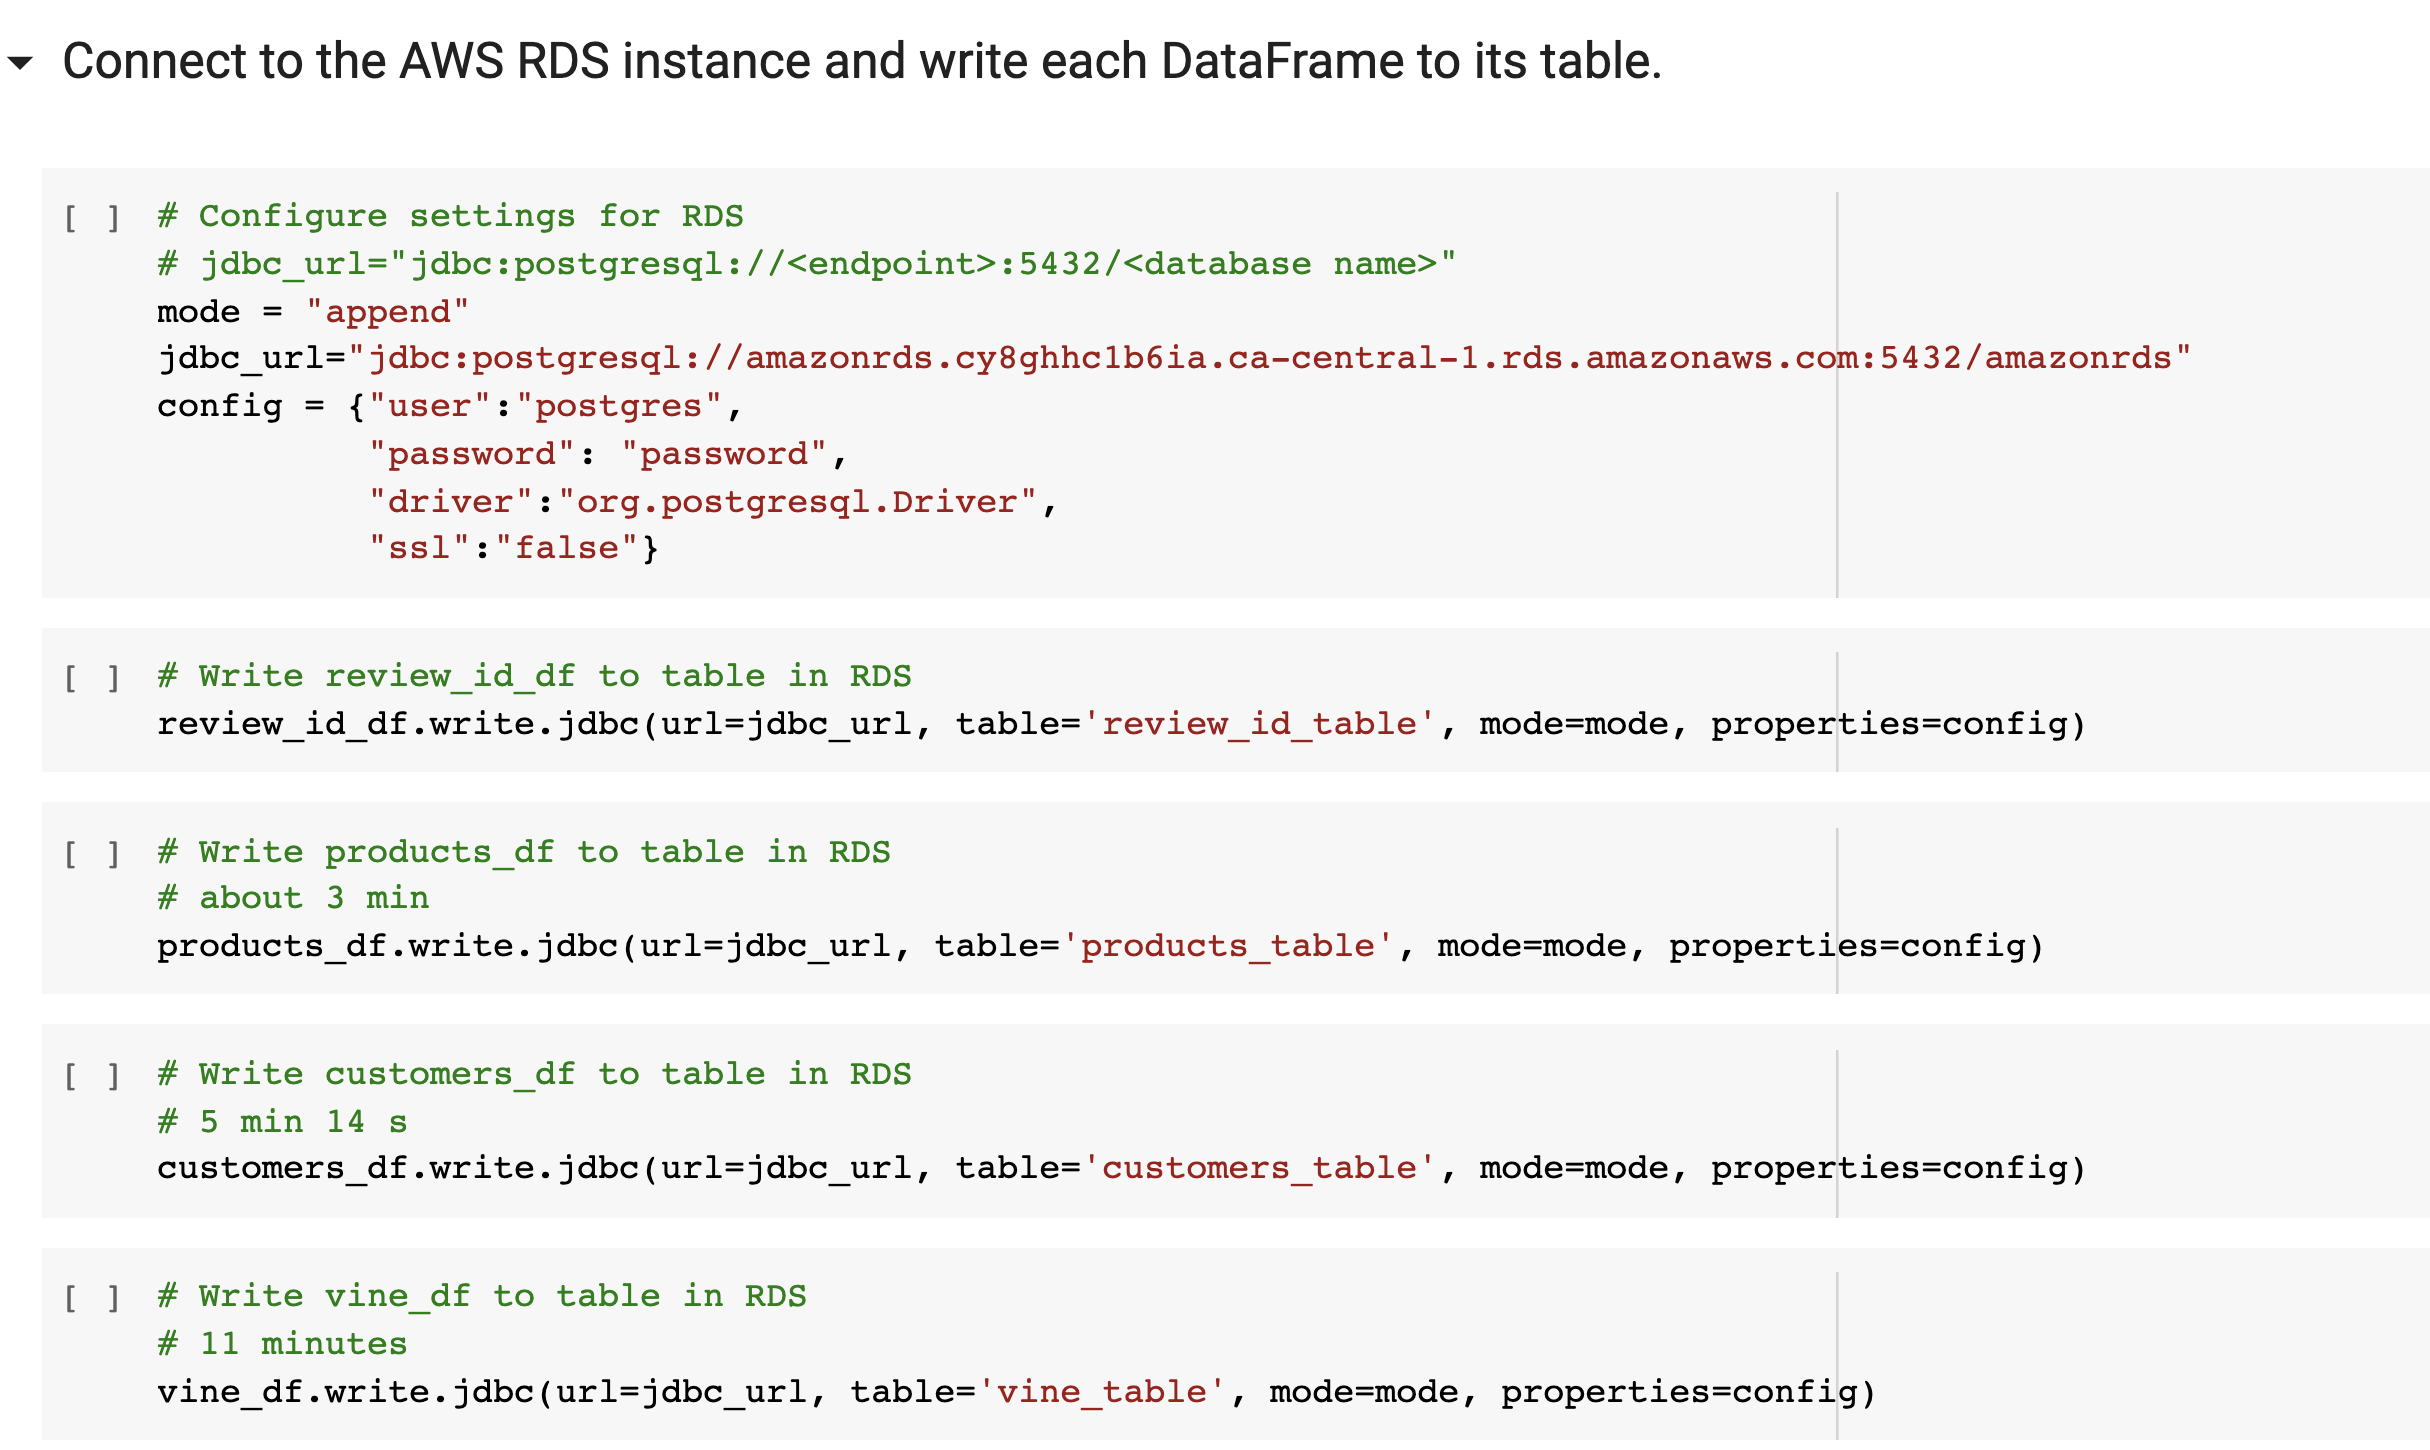 Connect to the AWS RDS instance and write each DataFrame to its table.
[ ] # Configure settings for RDS
# jdbc_url="jdbc:postgresql://<endpoint>:5432/<database name>"
mode = "append"
jdbc_url="jdbc:postgresql://amazonrds.cy8ghhc1b6ia.ca-central-1.rds.amazonaws.com:5432/amazonrds"
config = {"user":"postgres",
"password": "password",
"driver":"org.postgresql.Driver",
"ssl":"false"}
[ ] # Write review_id_df to table in RDS
review_id_df.write.jdbc(url=jdbc_url, table='review_id_table', mode=mode, properties=config)
[ ] # Write products_df to table in RDS
# about 3 min
products_df.write.jdbc(url=jdbc_url, table='products_table', mode=mode, properties=config)
[ ] # Write customers_df to table in RDS
# 5 min 14 s
customers_df.write.jdbc(url=jdbc_url, table='customers_table', mode=mode, properties=config)
[ ] # Write vine_df to table in RDS
# 11 minutes
vine_df.write.jdbc(url=jdbc_url, table='vine_table', mode=mode, properties=config)